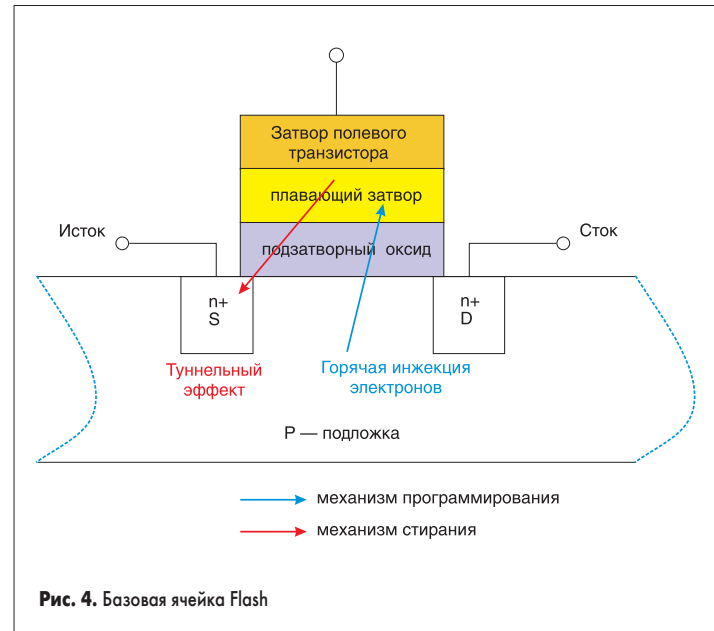 Затвор полевого
транзистора
плавающий затвор
Исток
Сток
подзатворный оксид
n+
S
n+
D
Туннельный
эффект
Горячая инжекция
электронов
P — подложка
механизм программирования
механизм стирания
Рис. 4. Базовая ячейка Flash